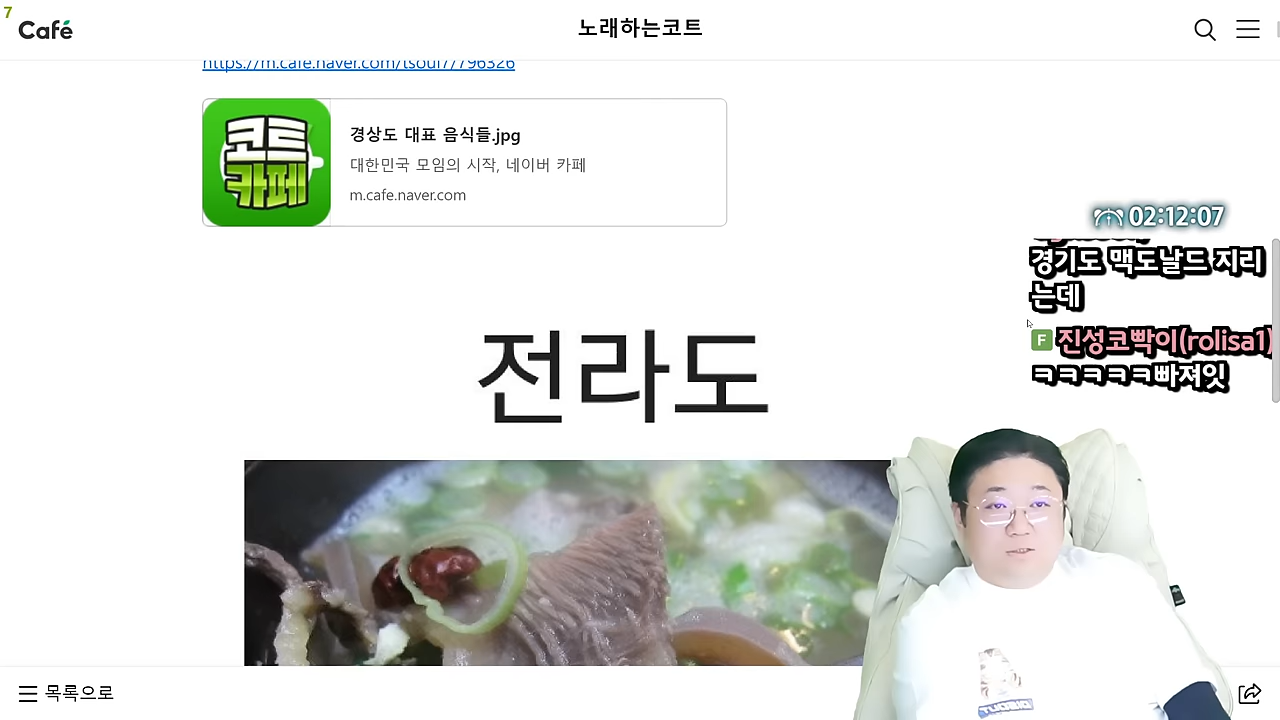 7
Café
노래하는코트
https://m.cafe.naver.com/tsoul7/796326
코트
카페
경상도 대표 음식들.jpg
대한민국 모임의 시작, 네이버 카페
m.cafe.naver.com
02:12:07
경기도 맥도날드 지리
는데
F 진성코빡이(rolisa1)
ㅋㅋㅋㅋㅋ빠져잇
전라도
목록으로